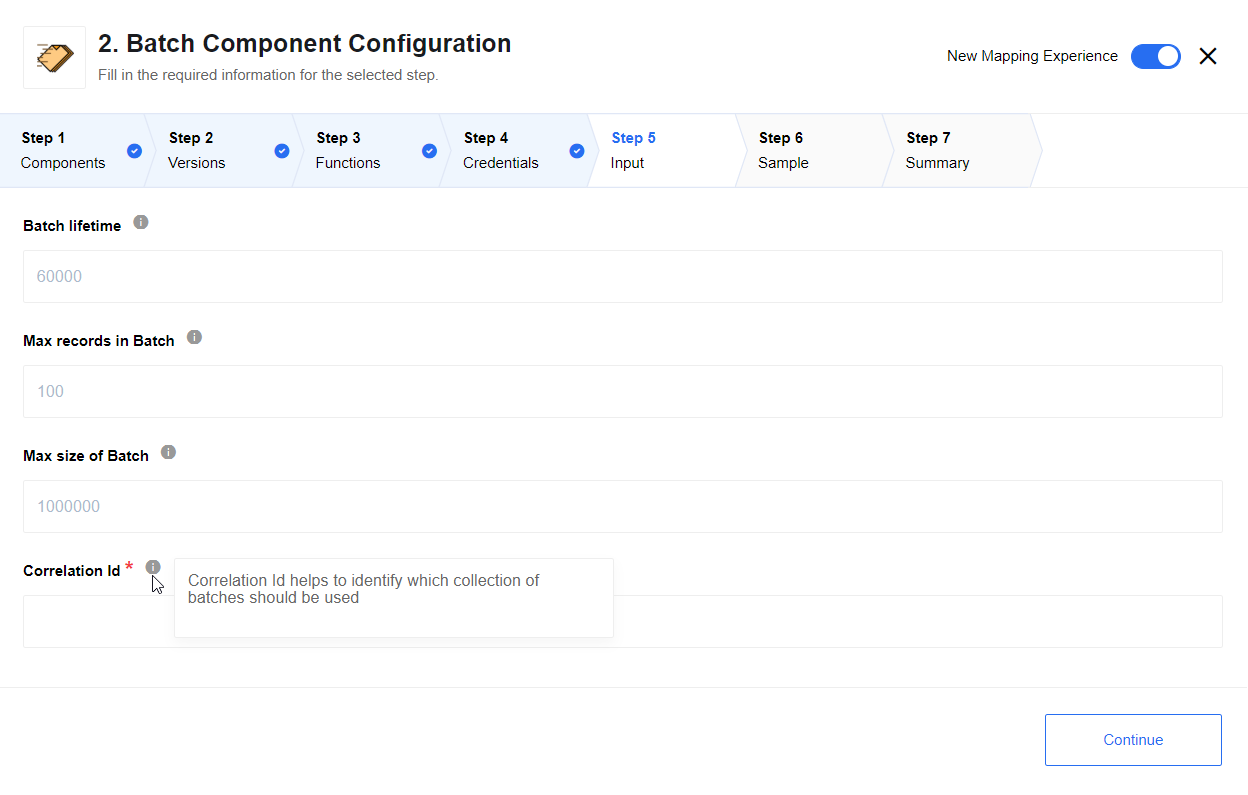 2. Batch Component Configuration
Fill in the required information for the selected step.
New Mapping Experience
Step 1
Components
Step 2
Versions
Step 3
Functions
Step 4
Credentials
Step 5
Input
Step 6
Sample
Step 7
Summary
Batch lifetime
60000
Max records in Batch
100
Max size of Batch
1000000
Correlation Id *
Correlation Id helps to identify which collection of
batches should be used
Continue